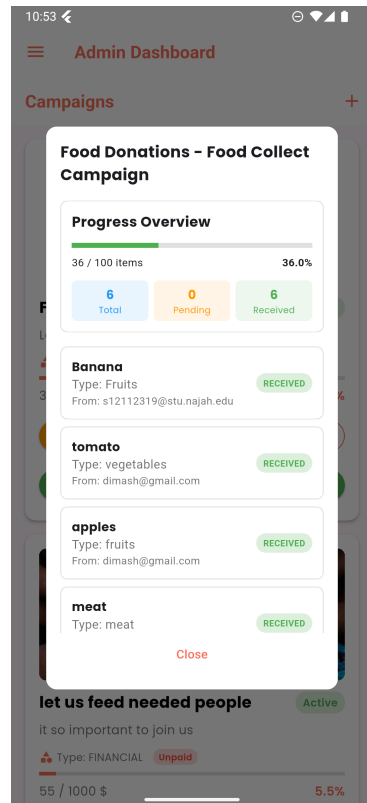 10:53
Admin Dashboard
Campaigns
+
Food Donations - Food Collect
Campaign
Progress Overview
36 / 100 items
36.0%
6
0
6
Total
Pending
Received
Banana
Type: Fruits
RECEIVED
From: s12112319@stu.najah.edu
tomato
Type: vegetables
RECEIVED
From: dimash@gmail.com
apples
Type: fruits
RECEIVED
From: dimash@gmail.com
meat
Type: meat
RECEIVED
Close
let us feed needed people
Active
it so important to join us
Type: FINANCIAL
Unpaid
55 / 1000 $
5.5%